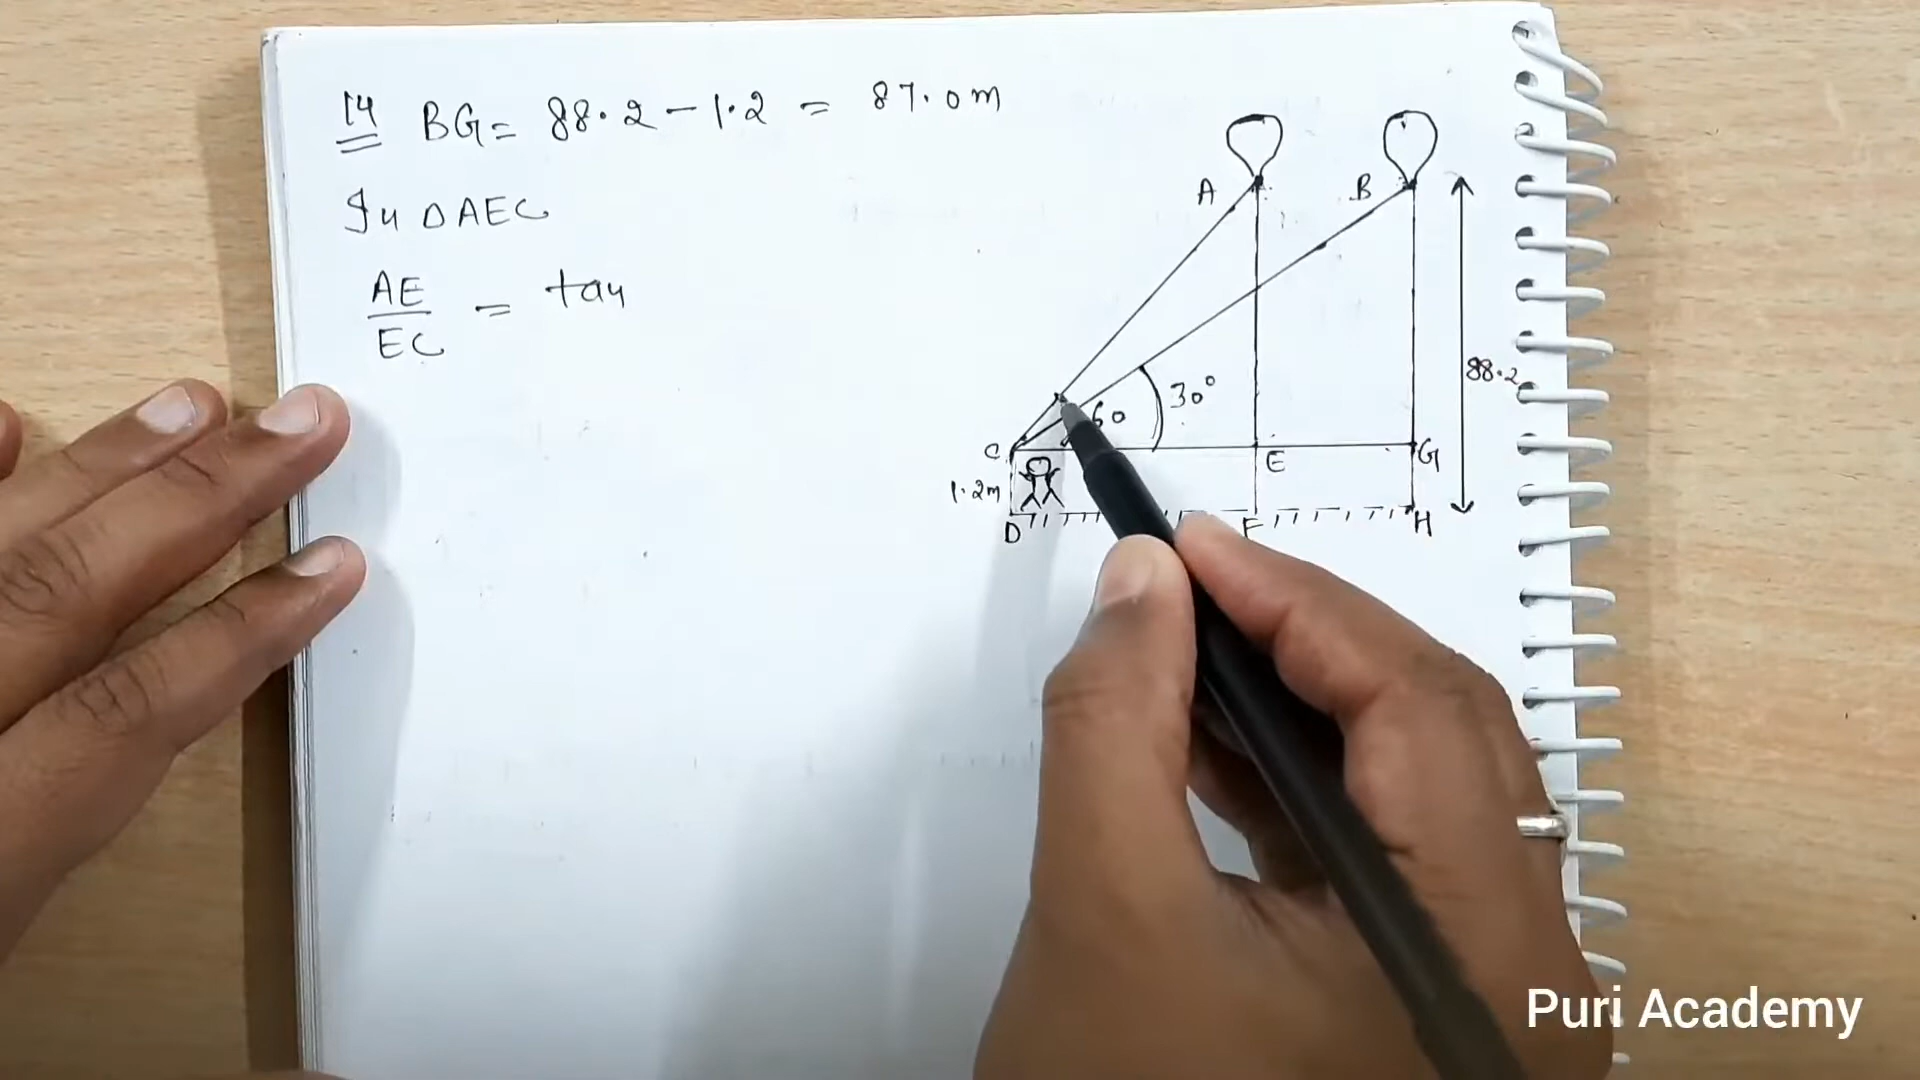 14 BG = 88.2 - 1.2 = 87.0 m
In △AEC
AE/EC = tan
A
B
88.2
30°
60
C
E
G
1.2m
D
F
H
Puri Academy